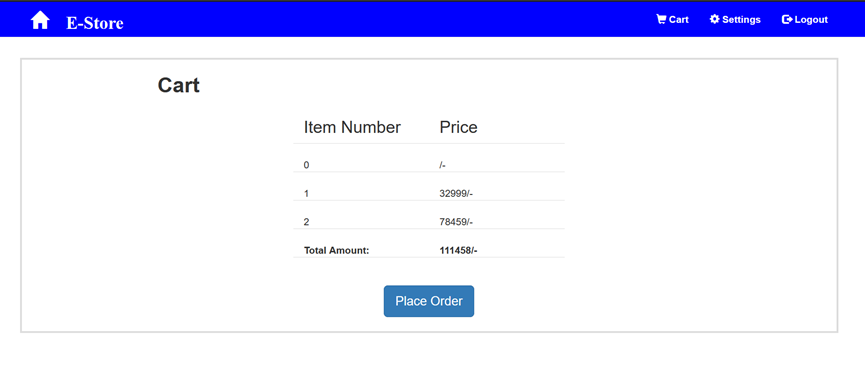 E-Store Cart Settings Logout
Cart
Item Number Price
0 /-
1 32999/-
2 78459/-
Total Amount: 111458/-
Place Order